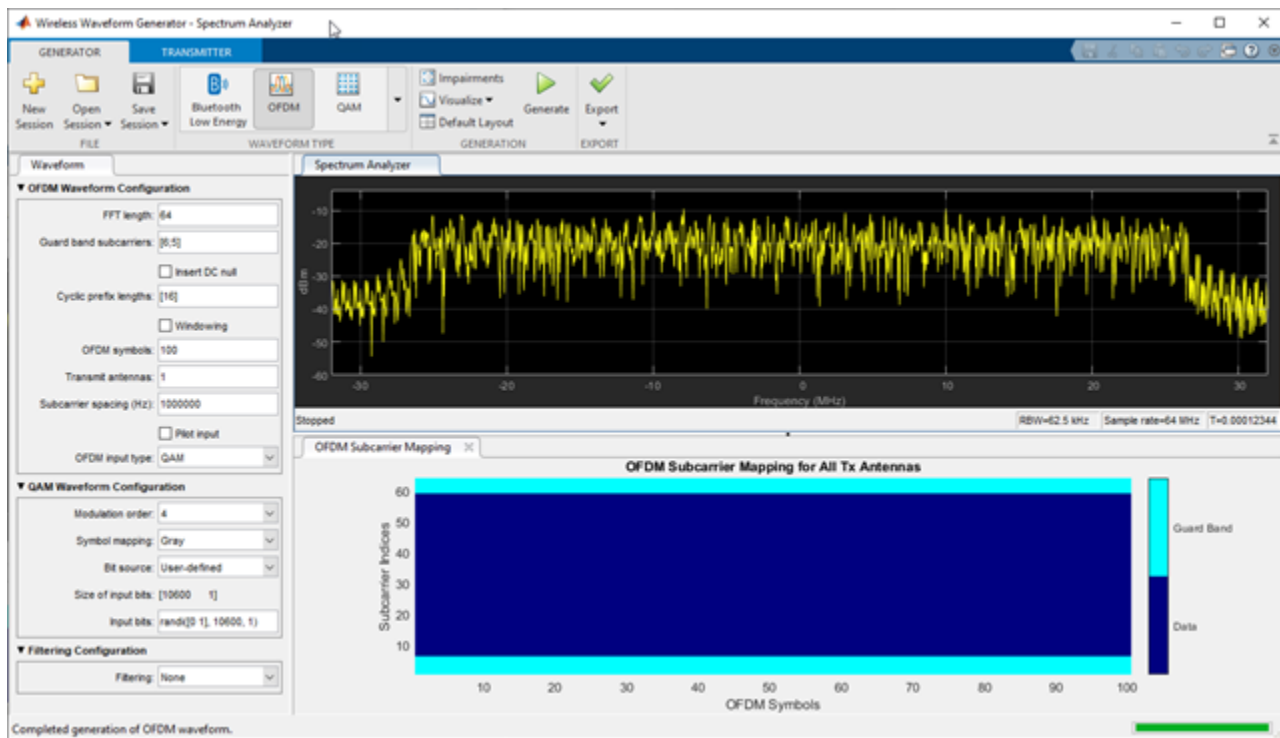 Wireless Waveform Generator - Spectrum Analyzer
GENERATOR TRANSMITTER
New Session
Open Session
Save Session
FILE
Bluetooth Low Energy
OFDM
QAM
WAVEFORM TYPE
Impairments
Visualize
Default Layout
Generate
GENERATION
Export
EXPORT
Waveform
OFDM Waveform Configuration
FFT length: 64
Guard band subcarriers: [6;5]
Insert DC null
Cyclic prefix lengths: [16]
Windowing
OFDM symbols: 100
Transmit antennas: 1
Subcarrier spacing (Hz): 1000000
Pilot input
OFDM input type: QAM
QAM Waveform Configuration
Modulation order: 4
Symbol mapping: Gray
Bit source: User-defined
Size of input bits: [10600 1]
Input bits: randi([0 1], 10600, 1)
Filtering Configuration
Filtering: None
Spectrum Analyzer
-10
-20
-30
-40
-50
-60
dBm
-30 -20 -10 0 10 20 30
Frequency (MHz)
Stopped RBW=62.5 kHz Sample rate=64 MHz T=0.00012344
OFDM Subcarrier Mapping
OFDM Subcarrier Mapping for All Tx Antennas
60
50
40
30
20
10
Subcarrier Indices
10 20 30 40 50 60 70 80 90 100
OFDM Symbols
Guard Band
Data
Completed generation of OFDM waveform.